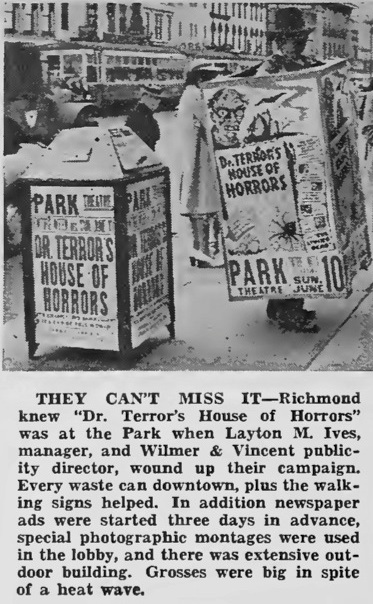 PARK THEATRE
DR. TERROR'S
HOUSE OF
HORRORS
PARK
DR. TERROR'S
HOUSE OF
HORRORS
PARK
THEATRE
SUN.
JUNE
10
THEY CAN'T MISS IT—Richmond
knew "Dr. Terror's House of Horrors"
was at the Park when Layton M. Ives,
manager, and Wilmer & Vincent public-
ity director, wound up their campaign.
Every waste can downtown, plus the walk-
ing signs helped. In addition newspaper
ads were started three days in advance,
special photographic montages were used
in the lobby, and there was extensive out-
door building. Grosses were big in spite
of a heat wave.